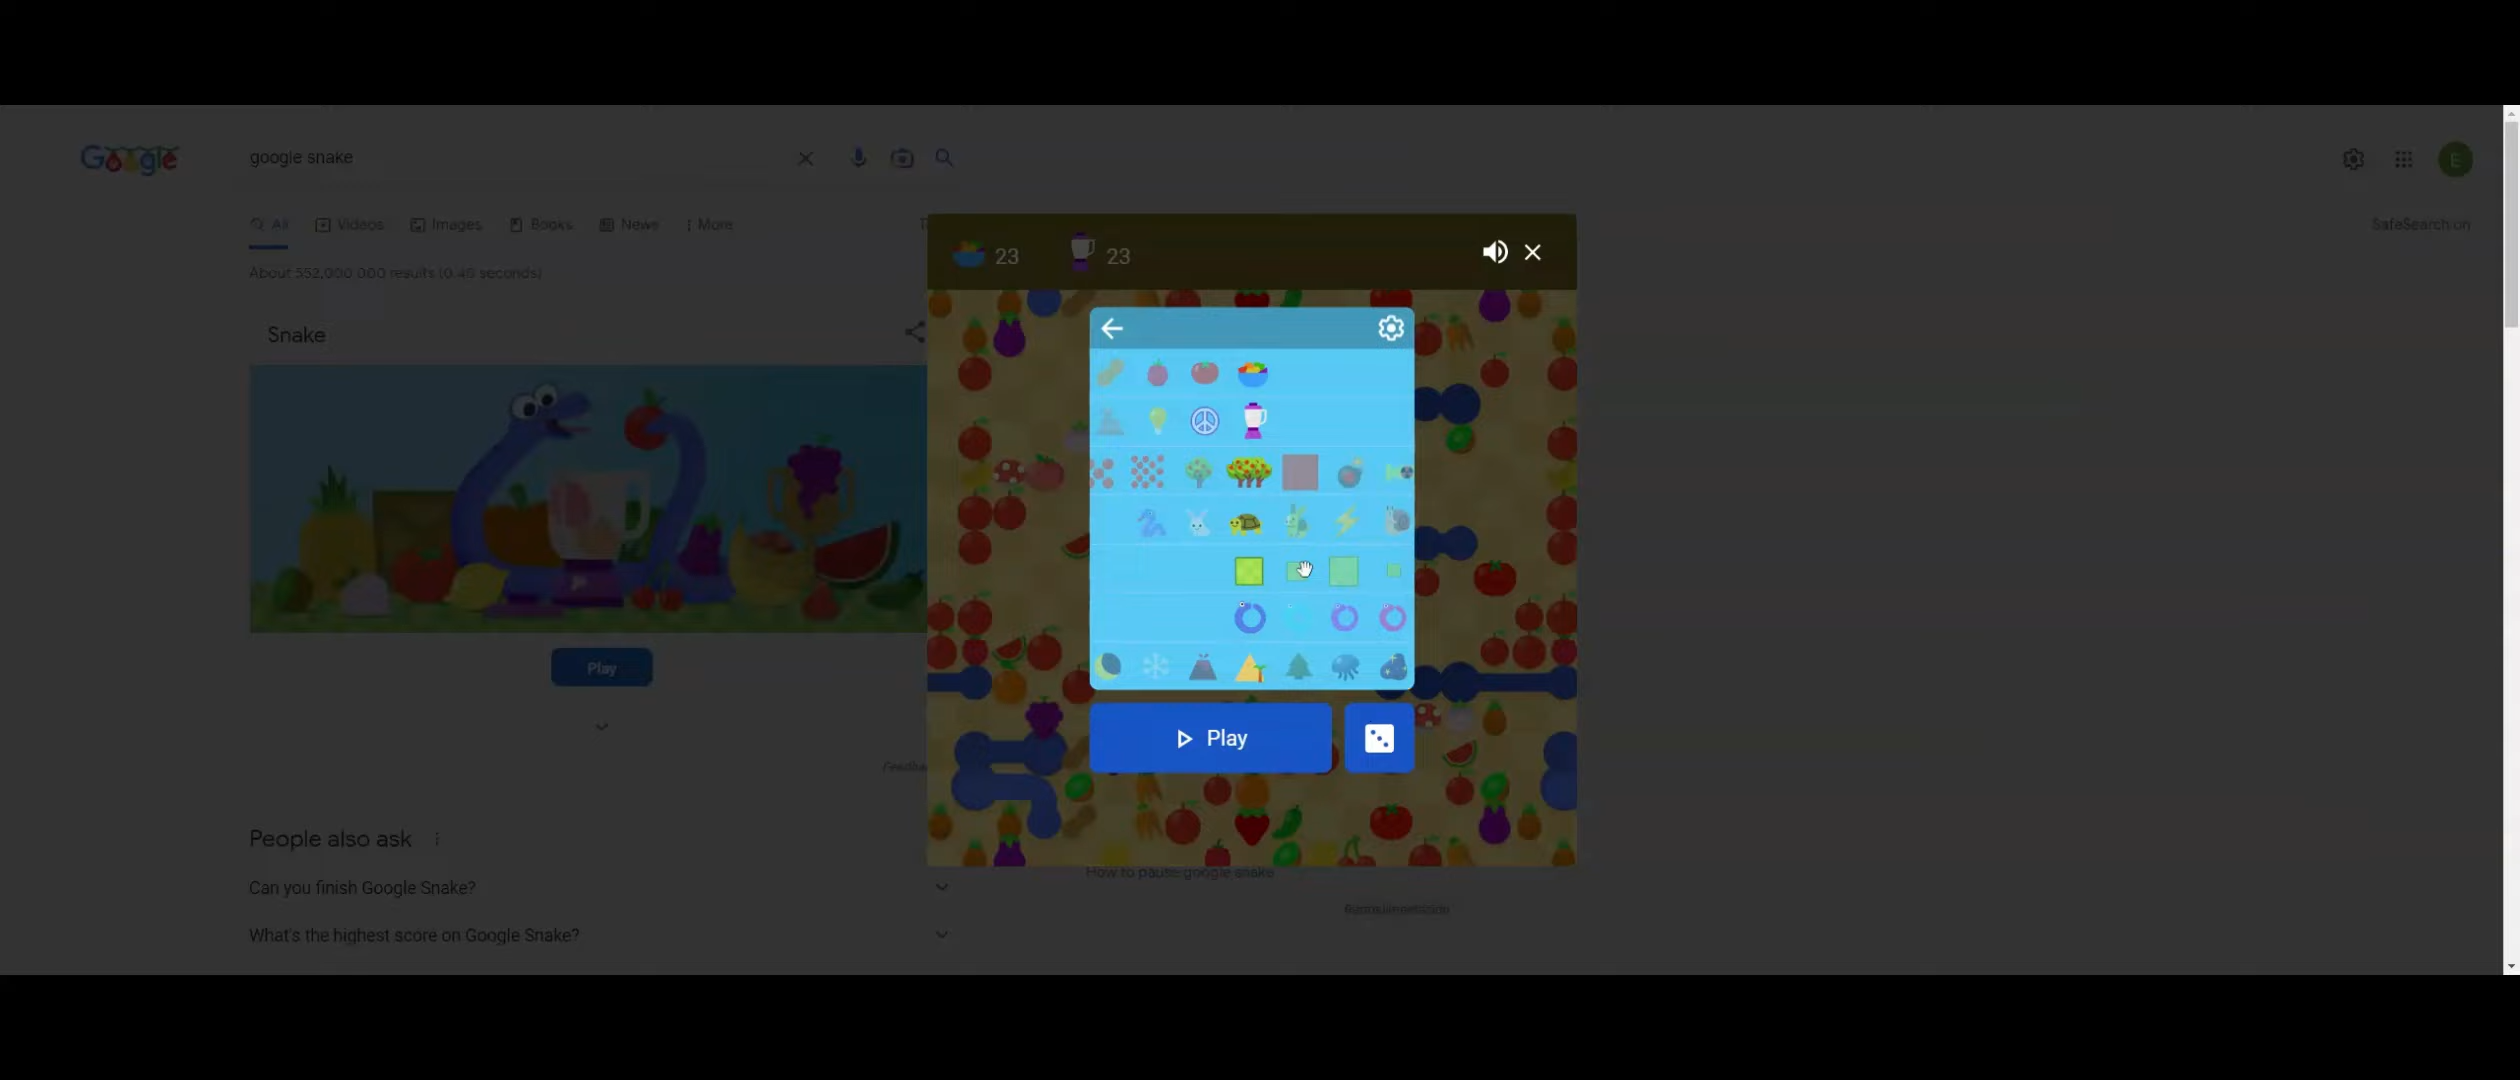 Google
google snake
All Videos Images Books News More
SafeSearch on
About 552,000,000 results (0.48 seconds)
23 23
Snake
Play
Play
People also ask
Can you finish Google Snake?
What's the highest score on Google Snake?
How to pause google snake
E